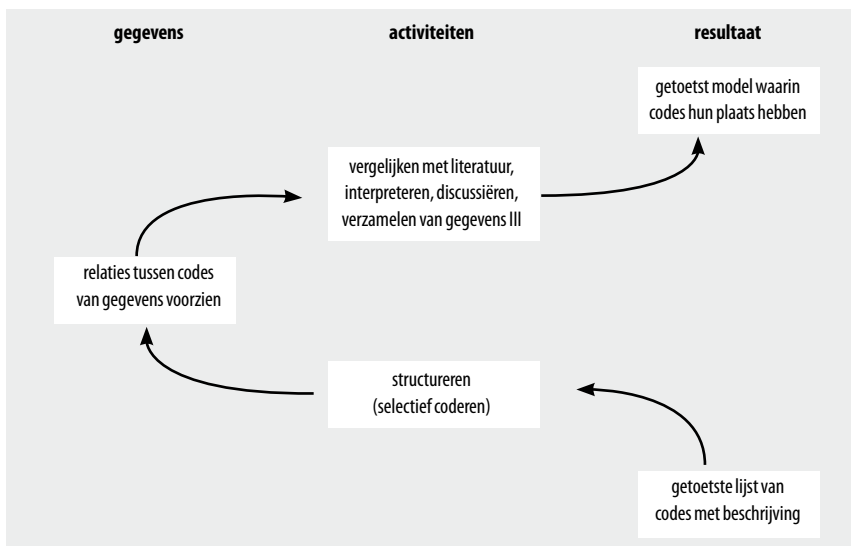 gegevens
activiteiten
resultaat
getoetst model waarin
codes hun plaats hebben
vergelijken met literatuur,
interpreteren, discussiëren,
verzamelen van gegevens III
relaties tussen codes
van gegevens voorzien
structureren
(selectief coderen)
getoetste lijst van
codes met beschrijving